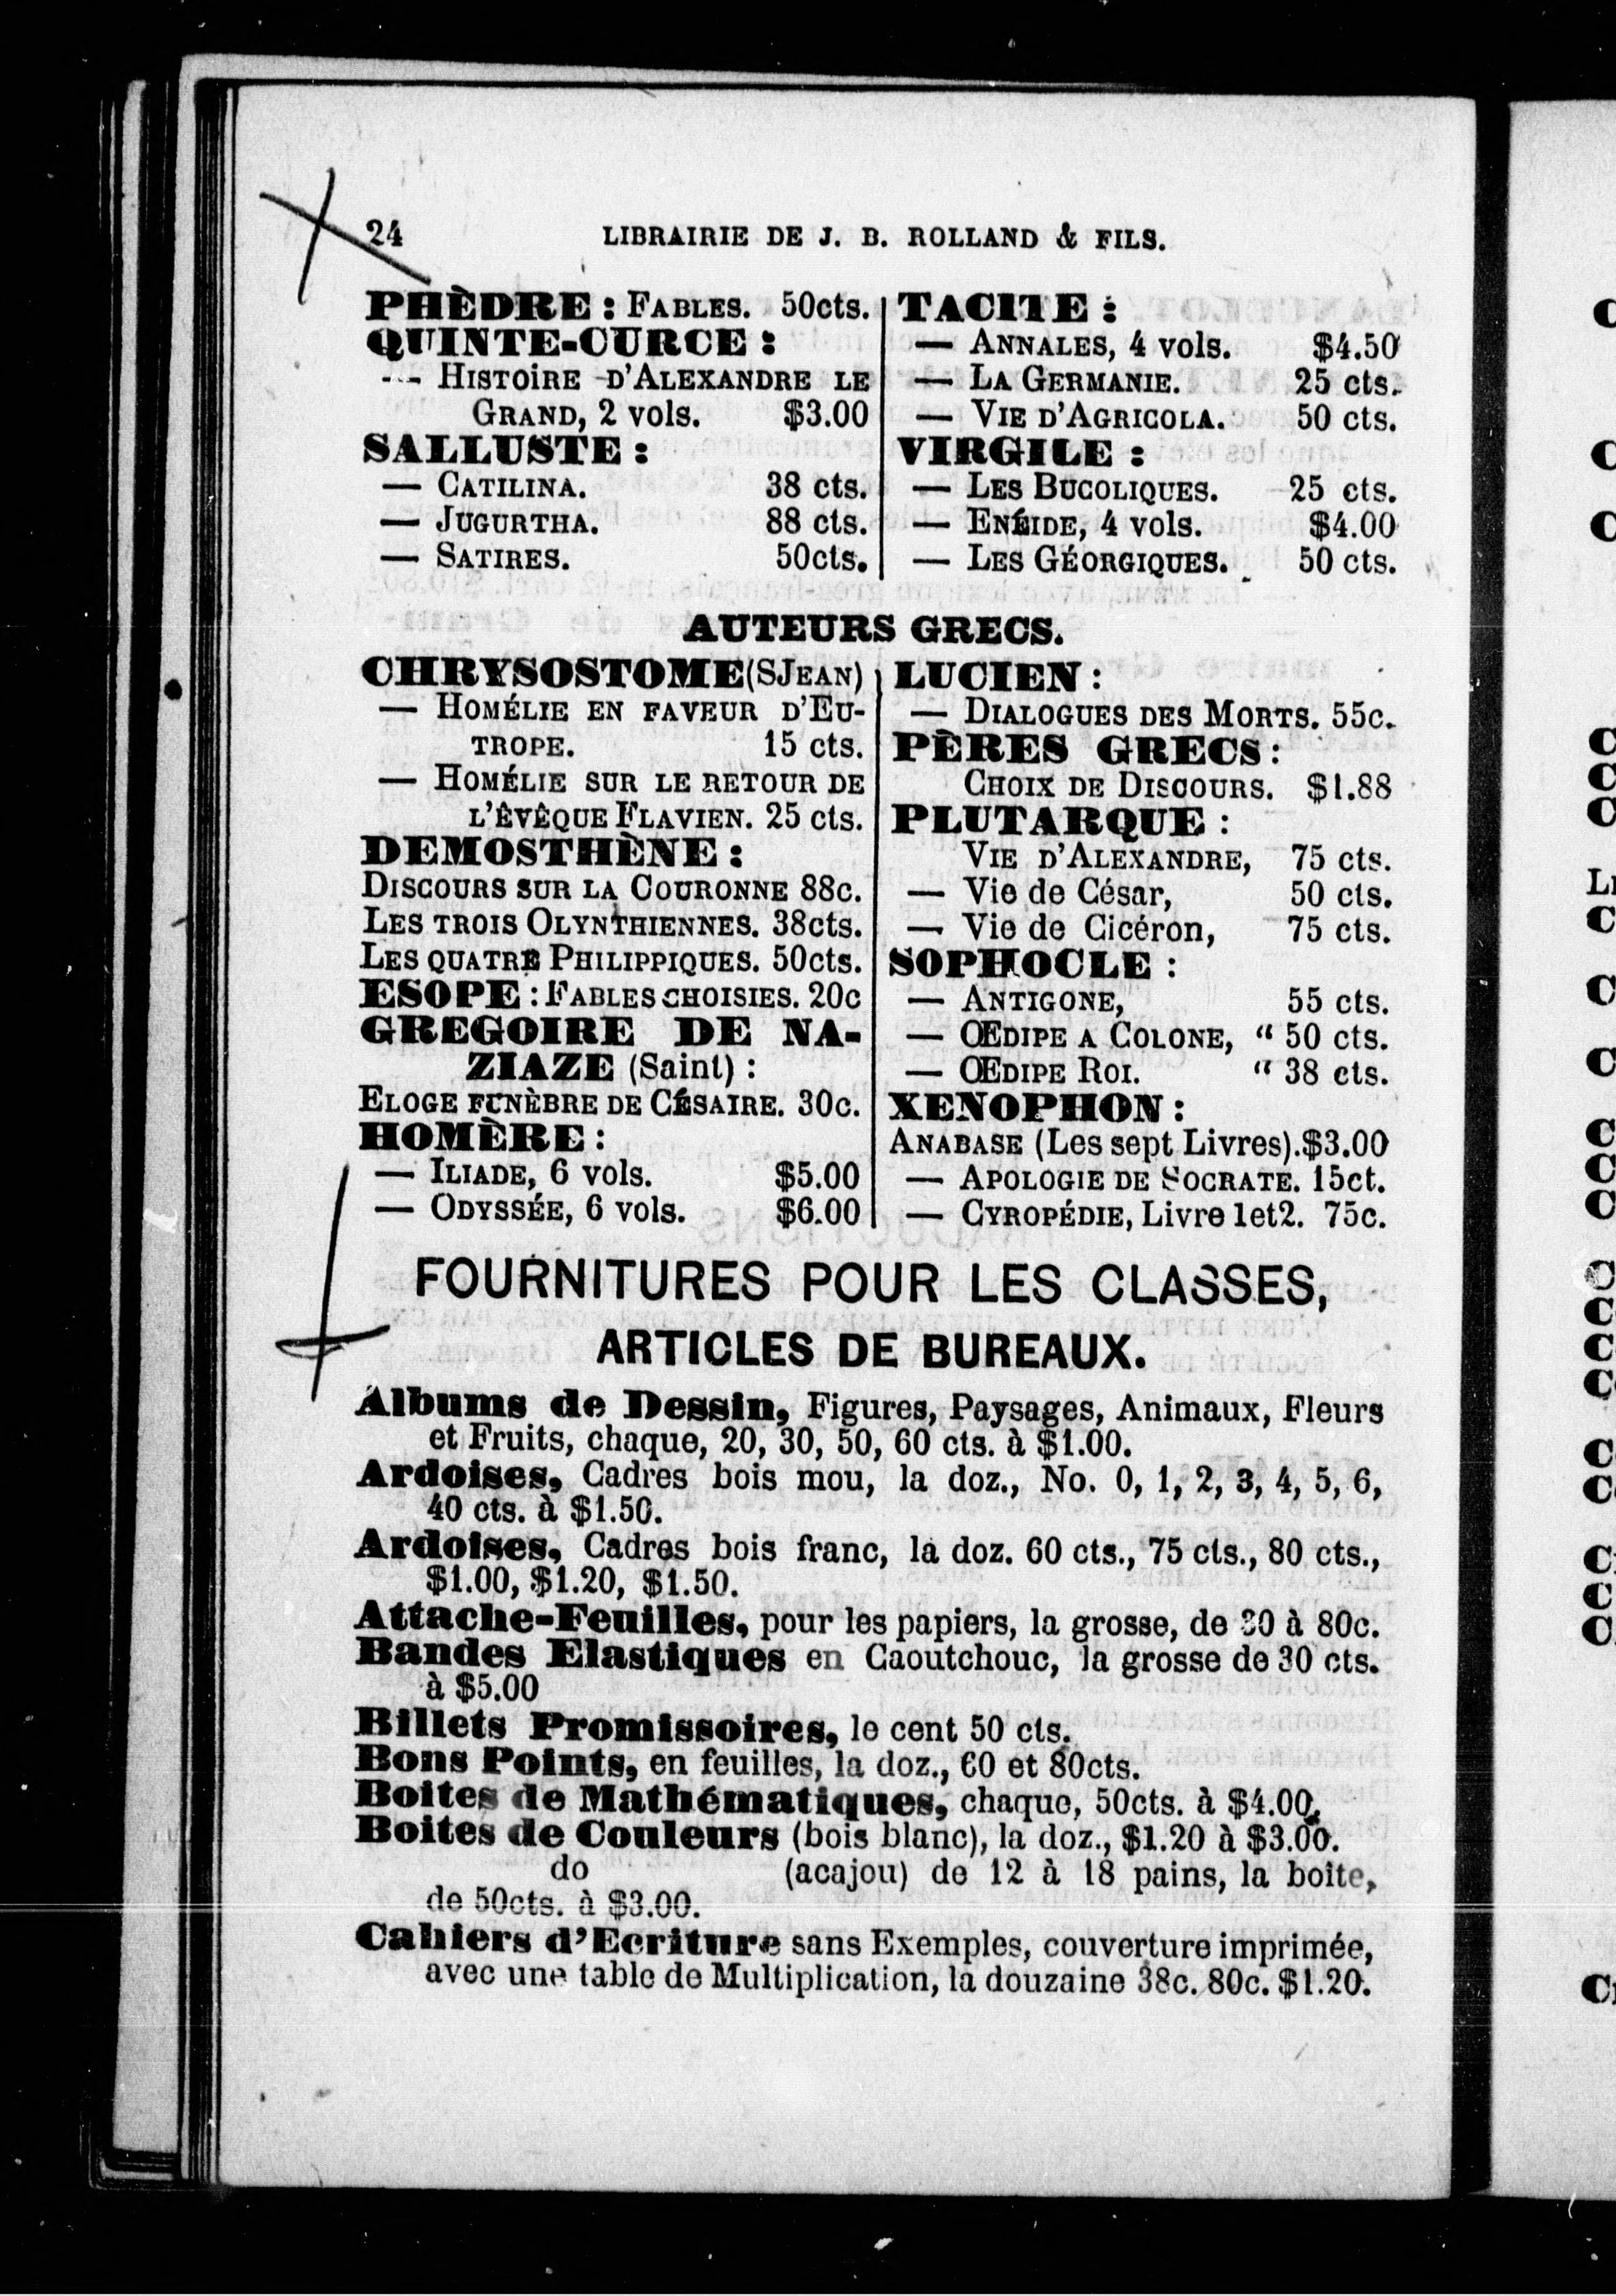 24 LIBRAIRIE DE J. B. ROLLAND & FILS.
PHÈDRE : FABLES. 50cts.
QUINTE-CURCE :
-- HISTOIRE D'ALEXANDRE LE
GRAND, 2 vols. $3.00
SALLUSTE :
— CATILINA. 38 cts.
— JUGURTHA. 88 cts.
— SATIRES. 50cts.
TACITE :
— ANNALES, 4 vols. $4.50
— LA GERMANIE. 25 cts.
— VIE D'AGRICOLA. 50 cts.
VIRGILE :
— LES BUCOLIQUES. 25 cts.
— ENÉIDE, 4 vols. $4.00
— LES GÉORGIQUES. 50 cts.
AUTEURS GRECS.
CHRYSOSTOME(SJEAN)
— HOMÉLIE EN FAVEUR D'EU-
TROPE. 15 cts.
— HOMÉLIE SUR LE RETOUR DE
L'ÊVÊQUE FLAVIEN. 25 cts.
DEMOSTHÈNE :
DISCOURS SUR LA COURONNE 88c.
LES TROIS OLYNTHIENNES. 38cts.
LES QUATRE PHILIPPIQUES. 50cts.
ESOPE : FABLES CHOISIES. 20c
GREGOIRE DE NA-
ZIAZE (Saint) :
ELOGE FUNÈBRE DE CÉSAIRE. 30c.
HOMÈRE :
— ILIADE, 6 vols. $5.00
— ODYSSÉE, 6 vols. $6.00
LUCIEN :
— DIALOGUES DES MORTS. 55c.
PÈRES GRECS :
CHOIX DE DISCOURS. $1.88
PLUTARQUE :
VIE D'ALEXANDRE, 75 cts.
— Vie de César, 50 cts.
— Vie de Cicéron, 75 cts.
SOPHOCLE :
— ANTIGONE, 55 cts.
— ŒDIPE A COLONE, " 50 cts.
— ŒDIPE ROI. " 38 cts.
XENOPHON :
ANABASE (Les sept Livres). $3.00
— APOLOGIE DE SOCRATE. 15ct.
— CYROPÉDIE, Livre 1et2. 75c.
FOURNITURES POUR LES CLASSES,
ARTICLES DE BUREAUX.
Albums de Dessin, Figures, Paysages, Animaux, Fleurs
et Fruits, chaque, 20, 30, 50, 60 cts. à $1.00.
Ardoises, Cadres bois mou, la doz., No. 0, 1, 2, 3, 4, 5, 6,
40 cts. à $1.50.
Ardoises, Cadres bois franc, la doz. 60 cts., 75 cts., 80 cts.,
$1.00, $1.20, $1.50.
Attache-Feuilles, pour les papiers, la grosse, de 30 à 80c.
Bandes Elastiques en Caoutchouc, la grosse de 30 cts.
à $5.00
Billets Promissoires, le cent 50 cts.
Bons Points, en feuilles, la doz., 60 et 80cts.
Boites de Mathématiques, chaque, 50cts. à $4.00.
Boites de Couleurs (bois blanc), la doz., $1.20 à $3.00.
do (acajou) de 12 à 18 pains, la boîte,
de 50cts. à $3.00.
Cahiers d'Ecriture sans Exemples, couverture imprimée,
avec une table de Multiplication, la douzaine 38c. 80c. $1.20.